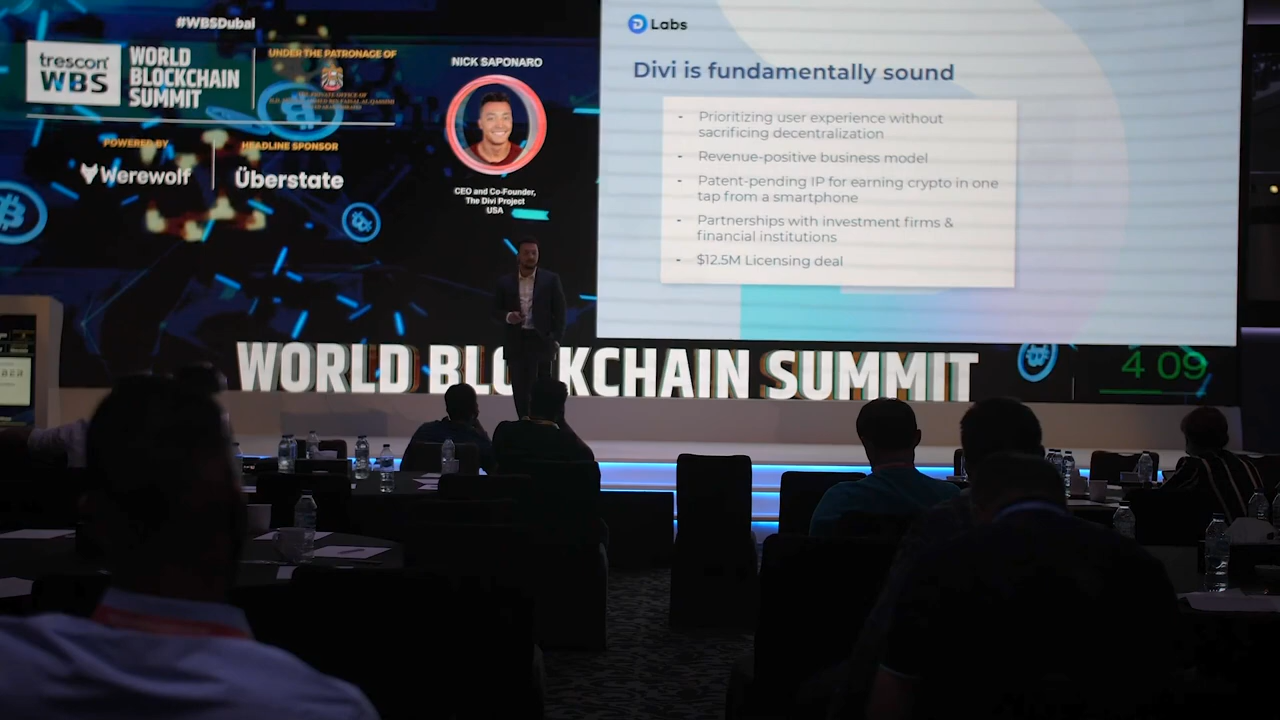 #WBSDubai
trescon
WBS
WORLD
BLOCKCHAIN
SUMMIT
UNDER THE PATRONAGE OF
POWERED BY
Werewolf
HEADLINE SPONSOR
Überstate
NICK SAPONARO
CEO and Co-Founder,
The Divi Project
USA
Labs
Divi is fundamentally sound
- Prioritizing user experience without
sacrificing decentralization
- Revenue-positive business model
- Patent-pending IP for earning crypto in one
tap from a smartphone
- Partnerships with investment firms &
financial institutions
- $12.5M Licensing deal
WORLD BLOCKCHAIN SUMMIT
4 09